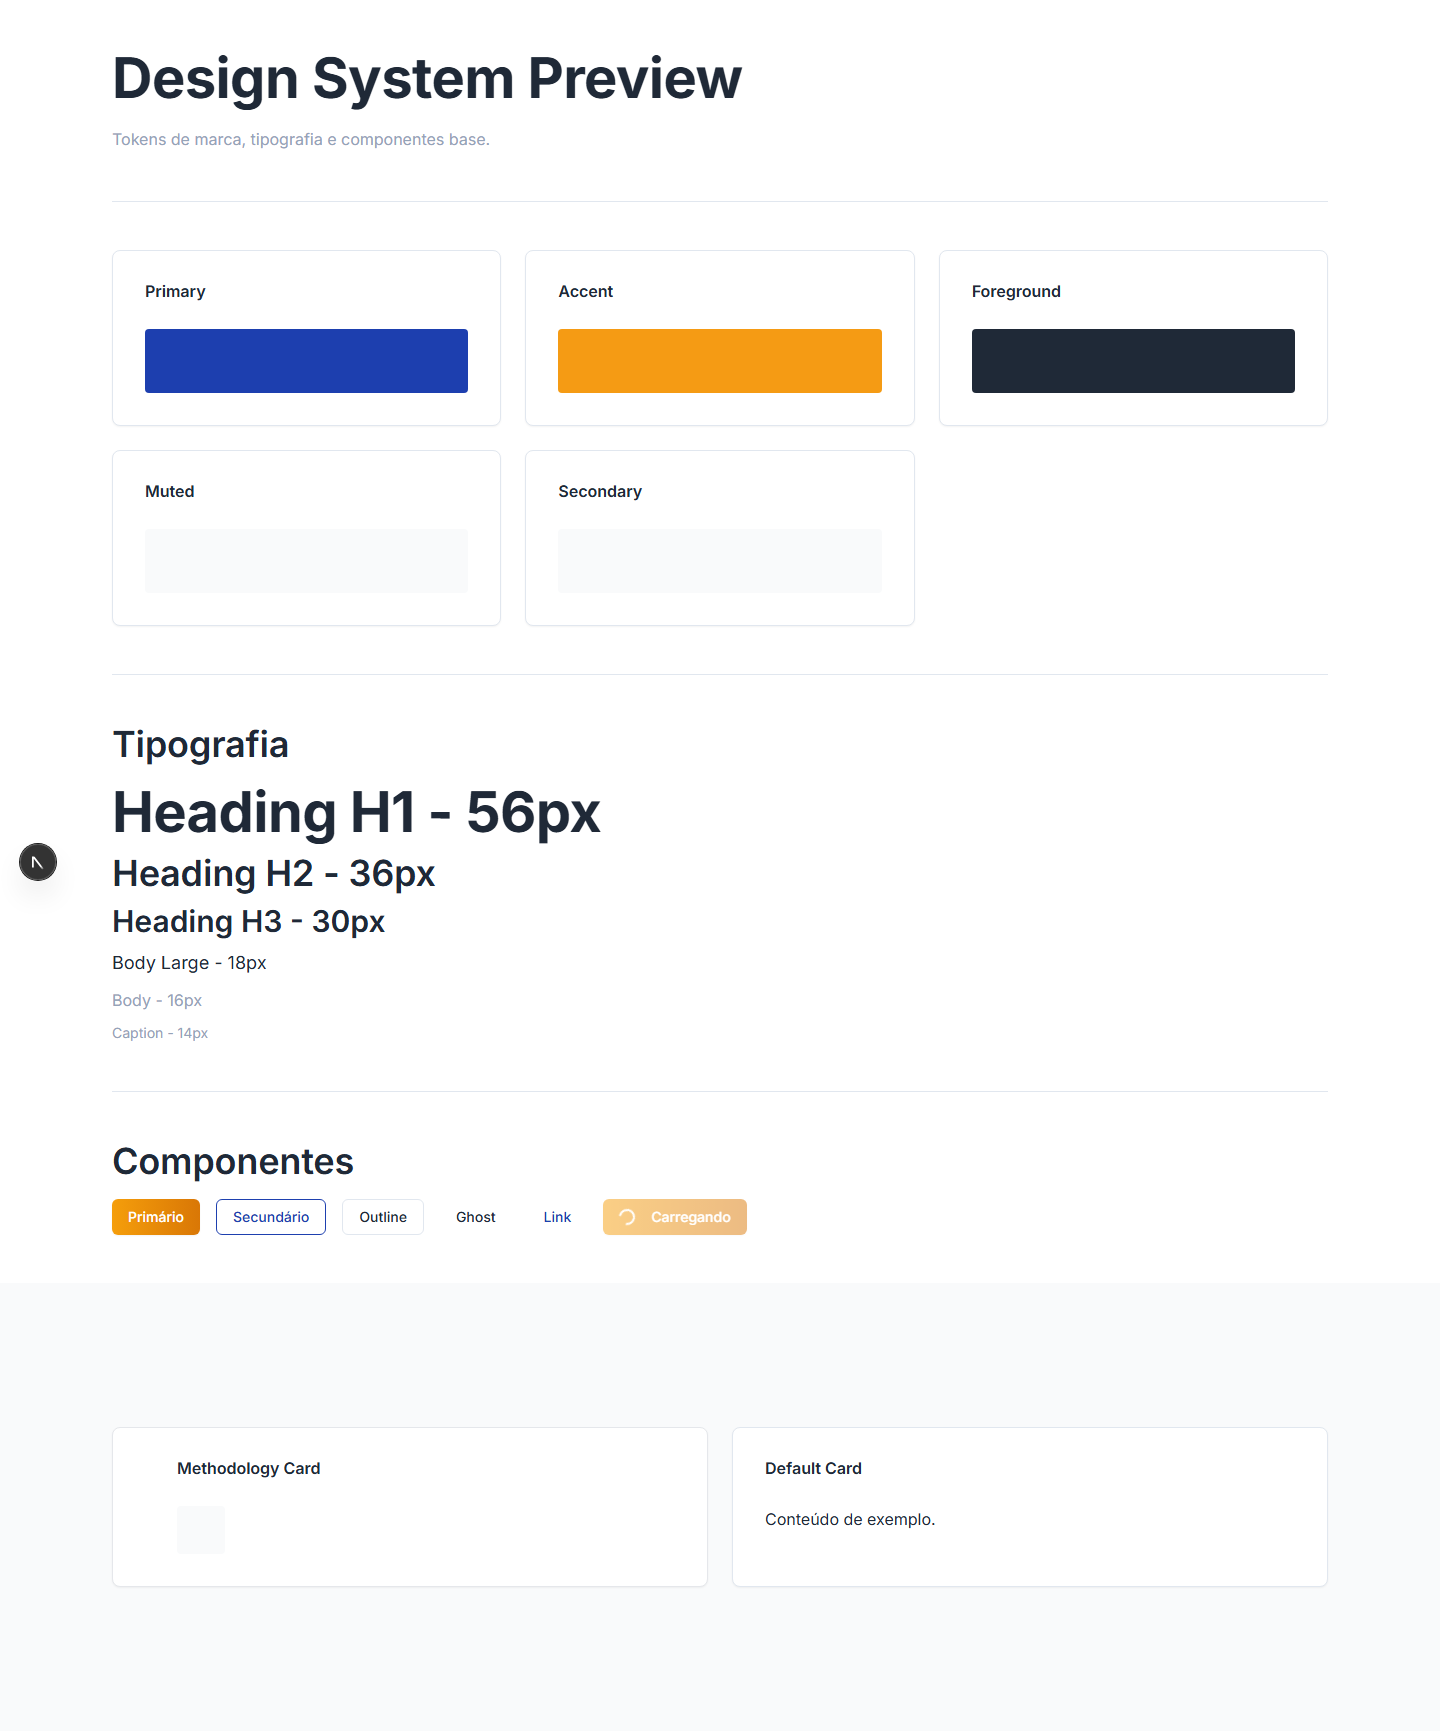 Design System Preview
Tokens de marca, tipografia e componentes base.
Primary
Accent
Foreground
Muted
Secondary
Tipografia
Heading H1 - 56px
Heading H2 - 36px
Heading H3 - 30px
Body Large - 18px
Body - 16px
Caption - 14px
Componentes
Primário
Secundário
Outline
Ghost
Link
Carregando
Methodology Card
Default Card
Conteúdo de exemplo.